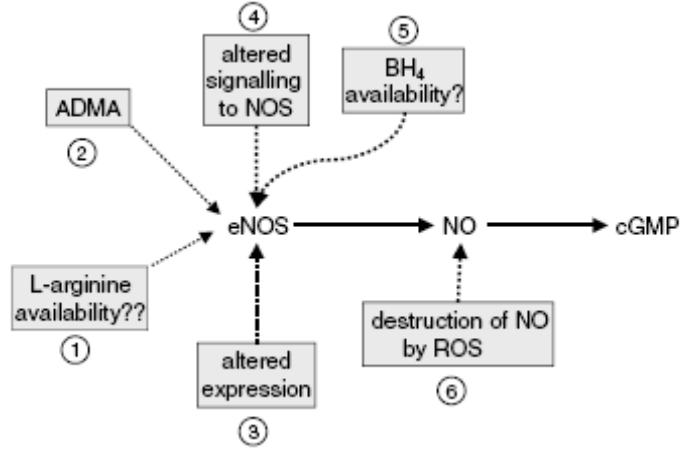 ④
altered
signalling
to NOS
⑤
BH₄
availability?
ADMA
②
eNOS
NO
cGMP
L-arginine
availability??
①
altered
expression
③
destruction of NO
by ROS
⑥